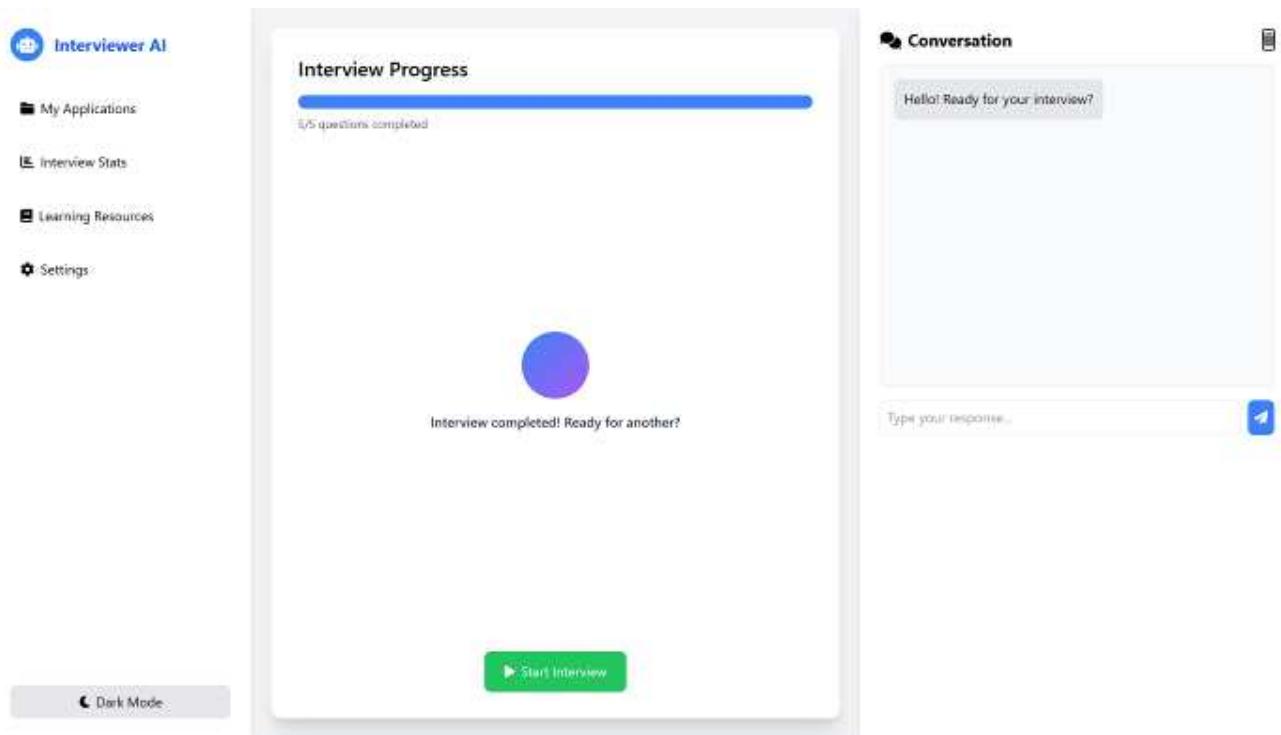 Interviewer AI
My Applications
Interview Stats
Learning Resources
Settings
Dark Mode
Interview Progress
5/5 questions completed
Interview completed! Ready for another?
Start Interview
Conversation
Hello! Ready for your interview?
Type your response...